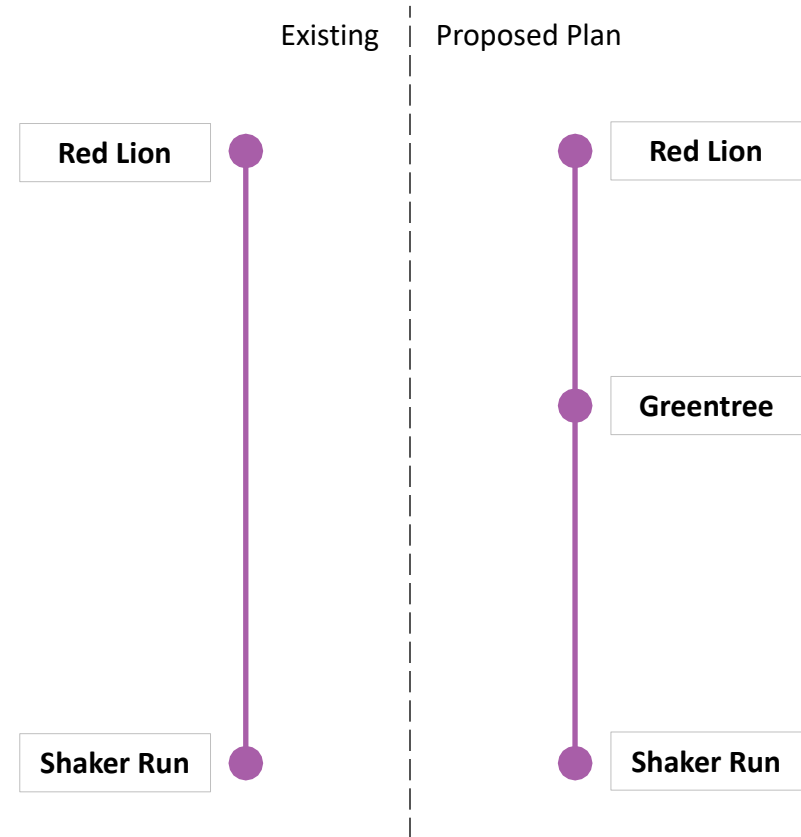 Existing
Proposed Plan
Red Lion
Red Lion
Greentree
Shaker Run
Shaker Run